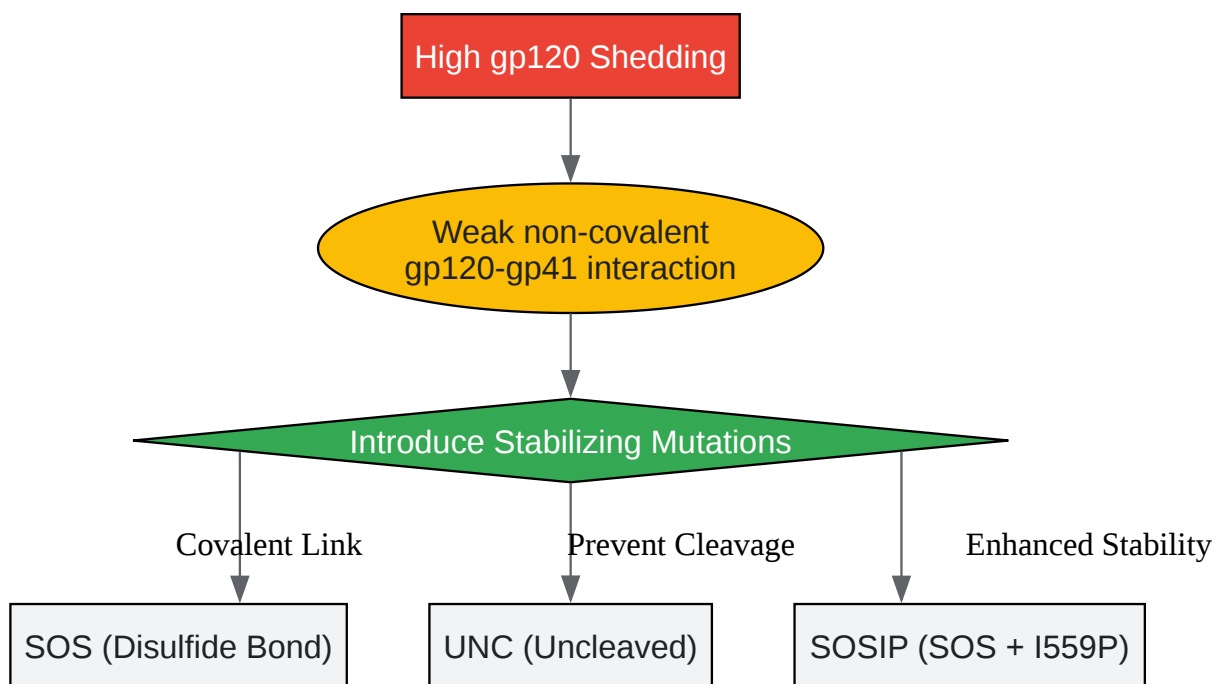 High gp120 Shedding
Weak non-covalent
gp120-gp41 interaction
Introduce Stabilizing Mutations
Covalent Link
Prevent Cleavage
Enhanced Stability
SOS (Disulfide Bond)
UNC (Uncleaved)
SOSIP (SOS + I559P)